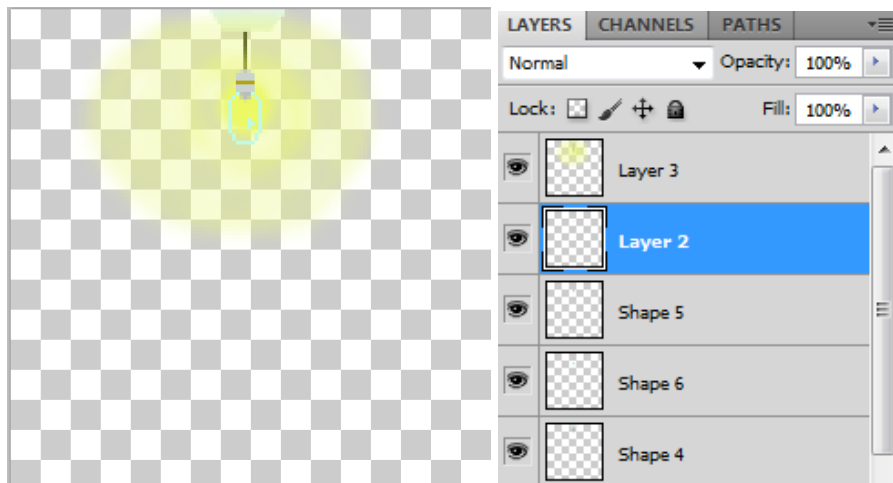 LAYERS CHANNELS PATHS
Normal Opacity: 100%
Lock: Fill: 100%
Layer 3
Layer 2
Shape 5
Shape 6
Shape 4